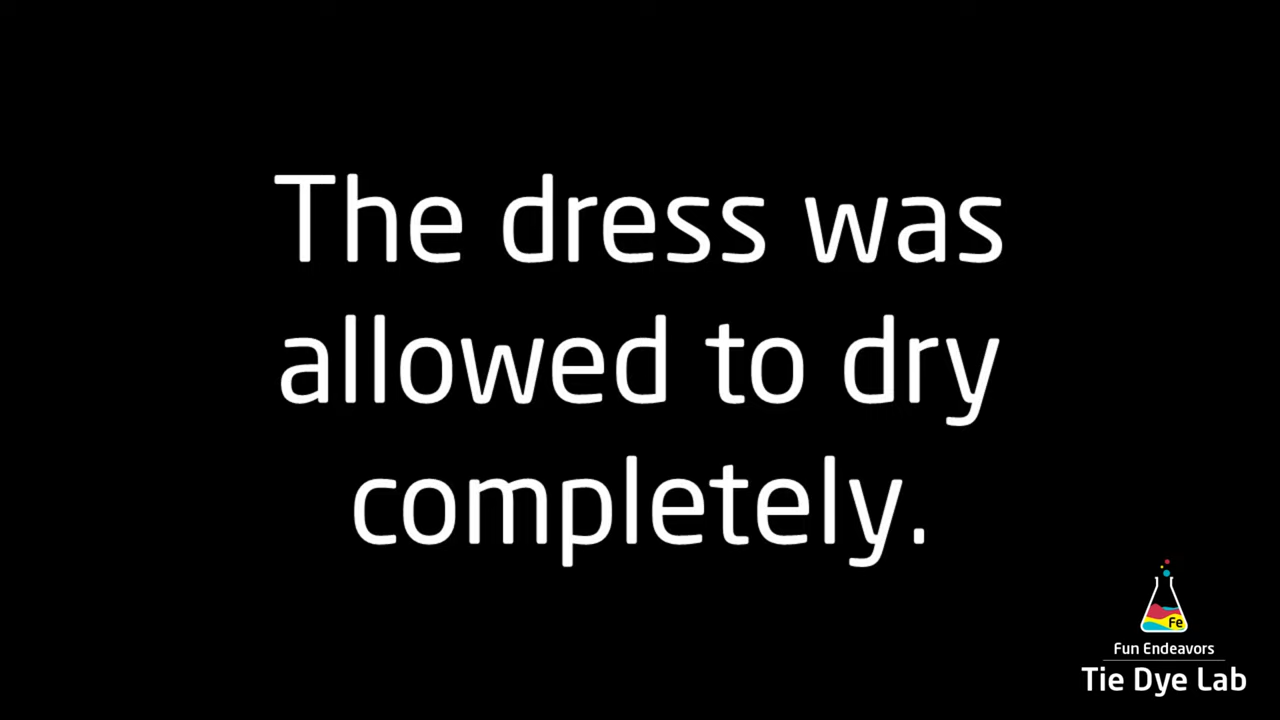 The dress was
allowed to dry
completely.
Fe
Fun Endeavors
Tie Dye Lab